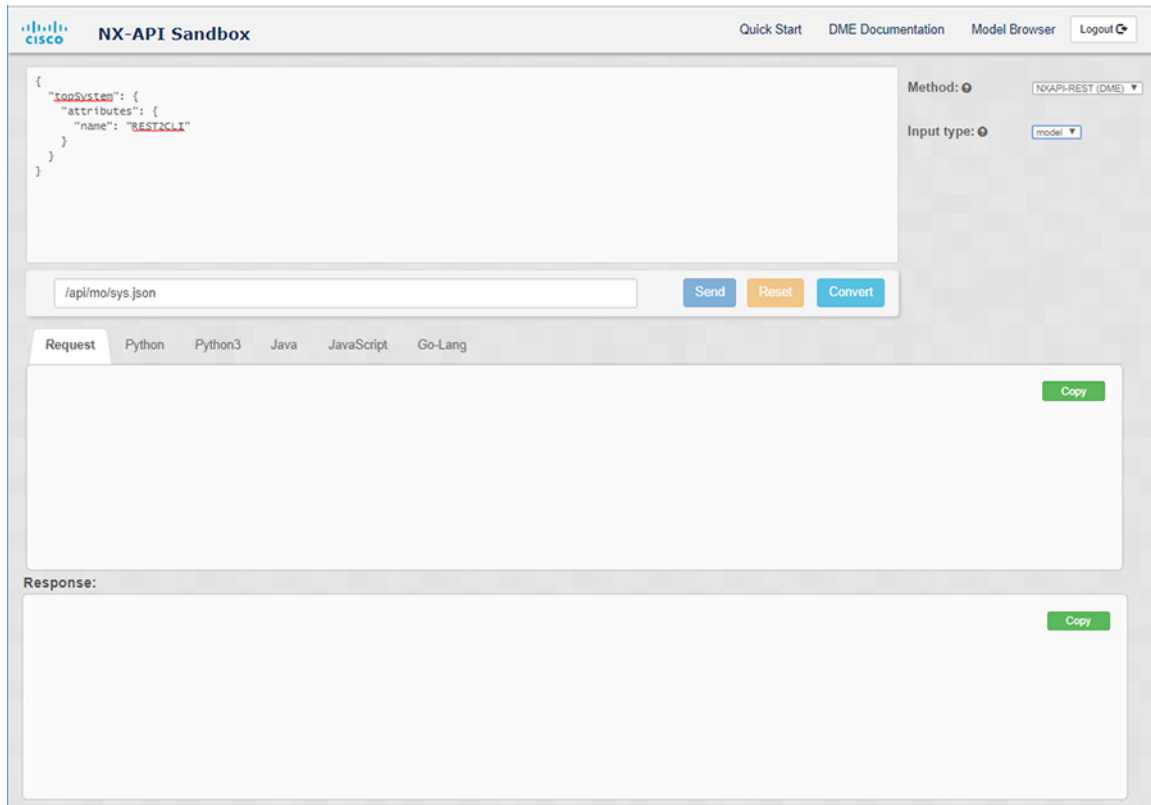 CISCO NX-API Sandbox Quick Start DME Documentation Model Browser Logout
{
"topSystem": {
"attributes": {
"name": "REST2CLI"
}
}
}
Method: NXAPI-REST (DME)
Input type: model
/api/mo/sys.json Send Reset Convert
Request Python Python3 Java JavaScript Go-Lang
Copy
Response:
Copy